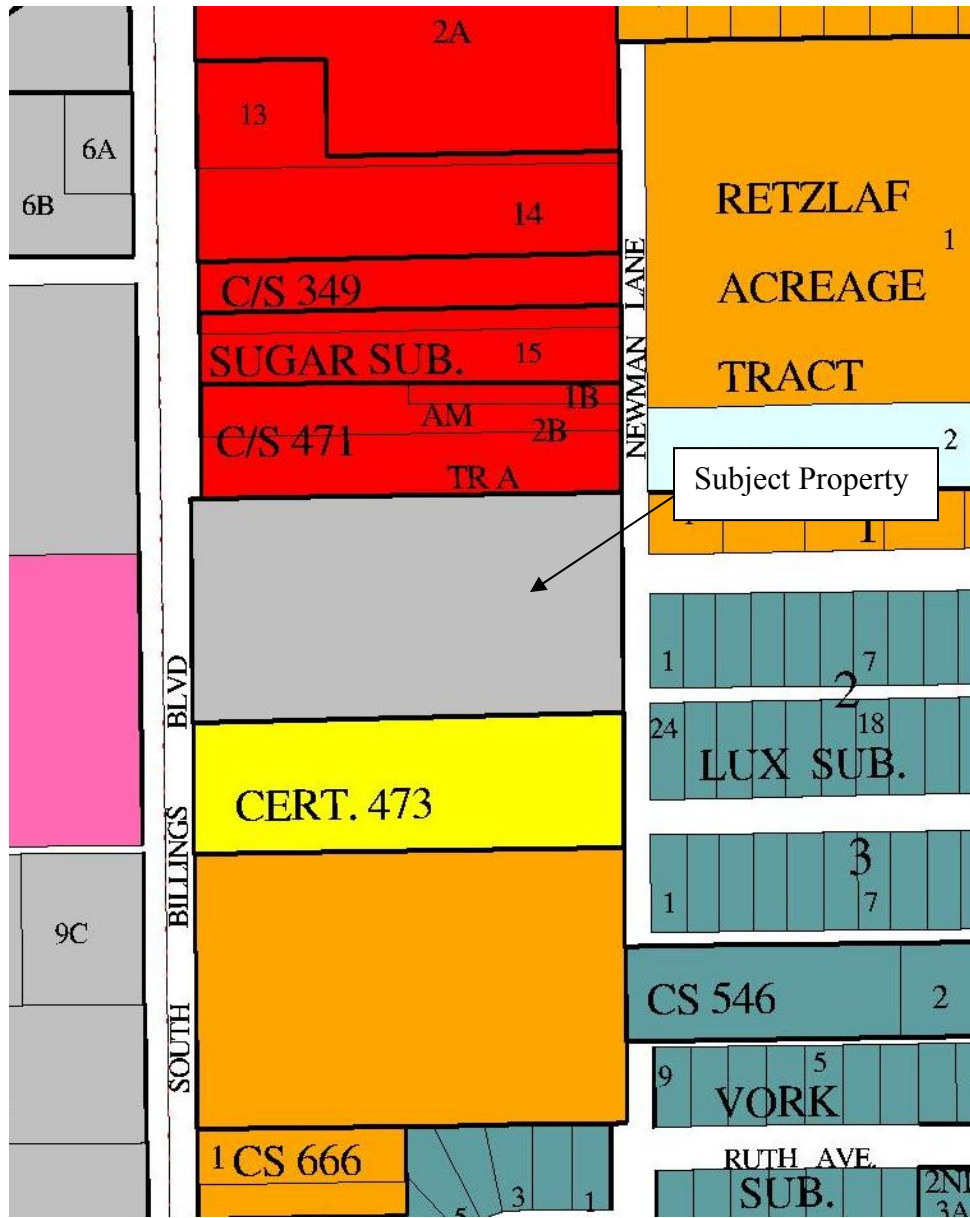 2A
13
6A
6B
14
RETZLAF
1
ACREAGE
TRACT
2
C/S 349
SUGAR SUB.
15
1B
AM
2B
C/S 471
TR A
NEWMAN LANE
Subject Property
1
1
7
2
24
18
LUX SUB.
CERT. 473
3
1
7
9C
SOUTH BILLINGS BLVD
CS 546
2
5
9
VORK
RUTH AVE.
SUB.
1 CS 666
3
1
5
3A